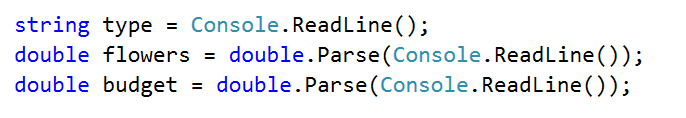 string type = Console.ReadLine();
double flowers = double.Parse(Console.ReadLine());
double budget = double.Parse(Console.ReadLine());